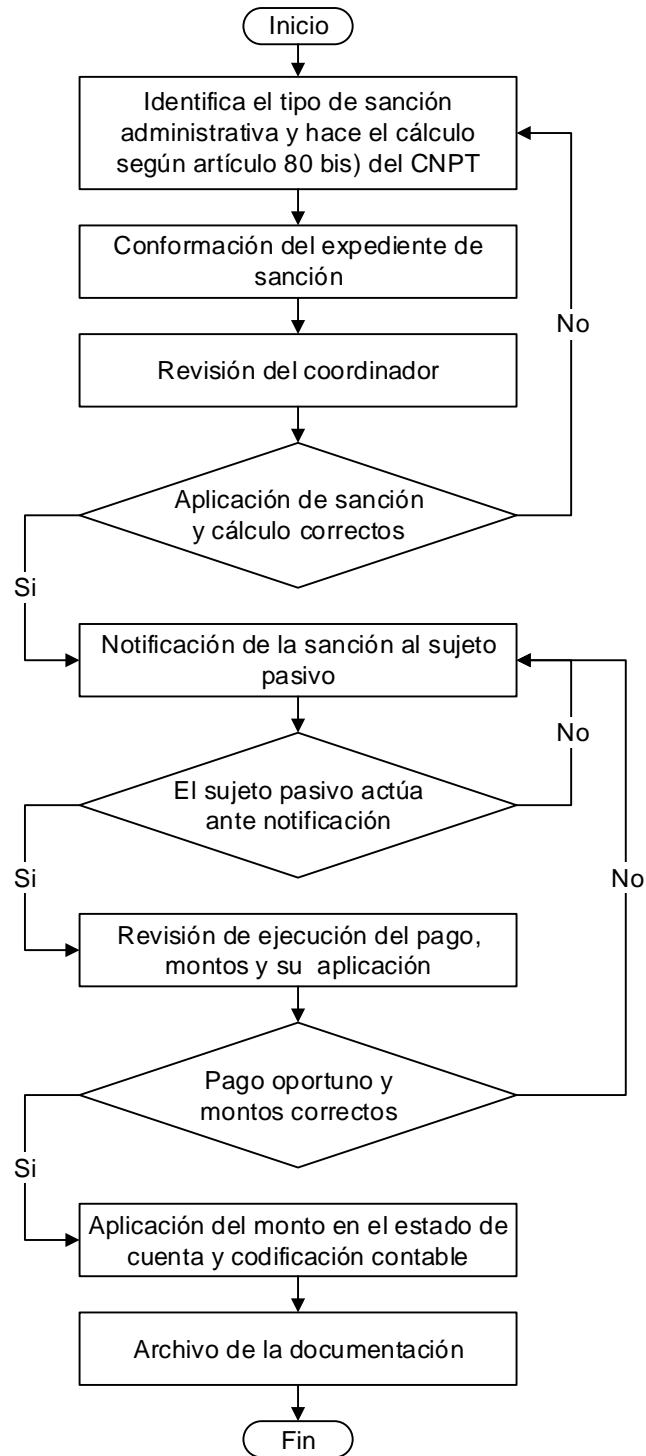 Inicio
Identifica el tipo de sanción
administrativa y hace el cálculo
según artículo 80 bis) del CNPT
Conformación del expediente de
sanción
No
Revisión del coordinador
Aplicación de sanción
y cálculo correctos
Si
Notificación de la sanción al sujeto
pasivo
No
El sujeto pasivo actúa
ante notificación
Si
No
Revisión de ejecución del pago,
montos y su aplicación
Pago oportuno y
montos correctos
Si
Aplicación del monto en el estado de
cuenta y codificación contable
Archivo de la documentación
Fin